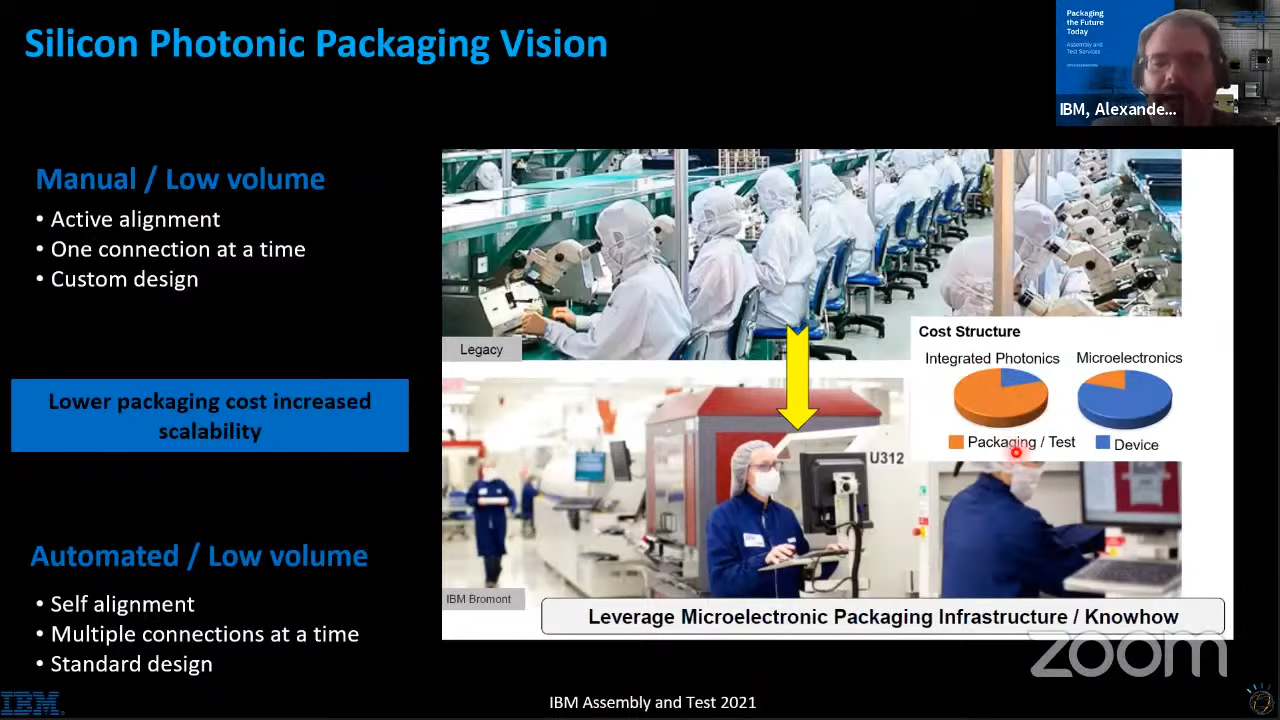 Silicon Photonic Packaging Vision
Packaging
the Future
Today
Assembly and
Test Services
IBM
IBM, Alexande...
Manual / Low volume
• Active alignment
• One connection at a time
• Custom design
Lower packaging cost increased
scalability
Automated / Low volume
• Self alignment
• Multiple connections at a time
• Standard design
Legacy
Cost Structure
Integrated Photonics Microelectronics
Packaging / Test Device
U312
IBM Bromont
Leverage Microelectronic Packaging Infrastructure / Knowhow
zoom
IBM.
IBM Assembly and Test 2021